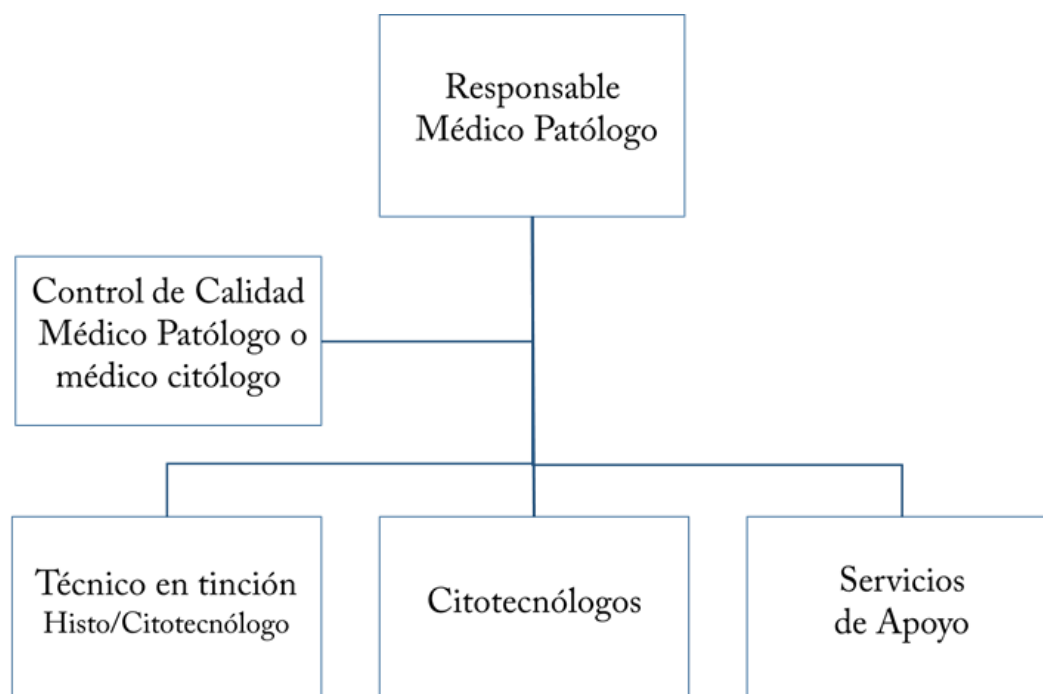 Responsable
Médico Patólogo
Control de Calidad
Médico Patólogo o
médico citólogo
Técnico en tinción
Histo/Citotecnólogo
Citotecnólogos
Servicios
de Apoyo